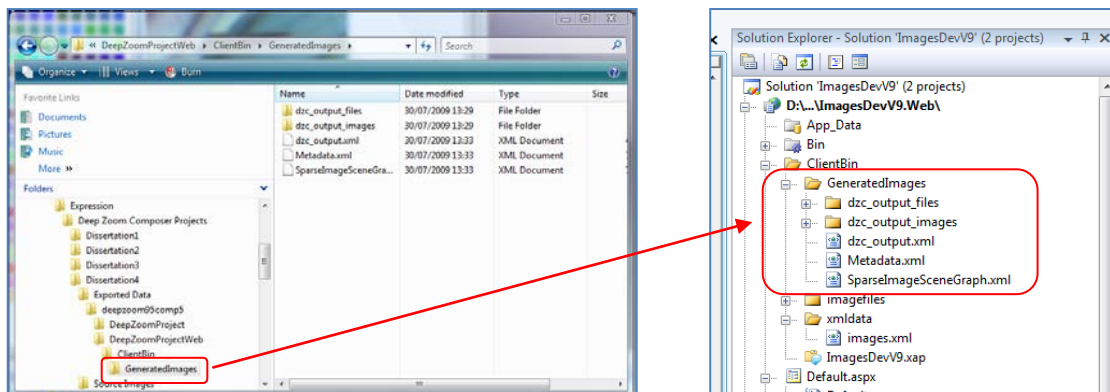 « DeepZoomProjectWeb ▸ ClientBin ▸ GeneratedImages ▸
Search
Organize
Views
Burn
Favorite Links
Documents
Pictures
Music
More »
Folders
Expression
Deep Zoom Composer Projects
Dissertation1
Dissertation2
Dissertation3
Dissertation4
Exported Data
deepzoom05comp5
DeepZoomProject
DeepZoomProjectWeb
ClientBin
GeneratedImages
Source Images
Name Date modified Type Size
dzc_output_files 30/07/2009 13:29 File Folder
dzc_output_images 30/07/2009 13:29 File Folder
dzc_output.xml 30/07/2009 13:33 XML Document
Metadata.xml 30/07/2009 13:33 XML Document
SparseImageSceneGra... 30/07/2009 13:33 XML Document
Solution Explorer - Solution 'ImagesDevV9' (2 projects)
Solution 'ImagesDevV9' (2 projects)
D:\...\ImagesDevV9.Web\
App_Data
Bin
ClientBin
GeneratedImages
dzc_output_files
dzc_output_images
dzc_output.xml
Metadata.xml
SparseImageSceneGraph.xml
imagefiles
xmldata
images.xml
ImagesDevV9.xap
Default.aspx